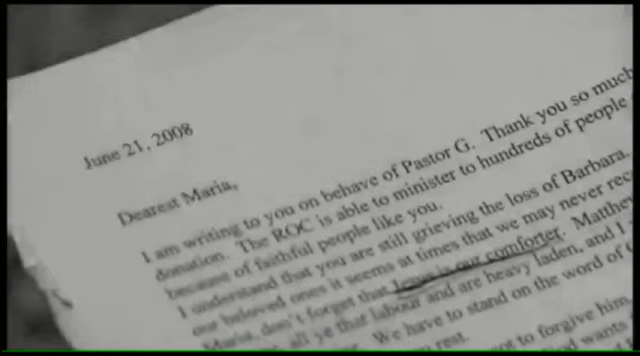 June 21, 2008
Dearest Maria,
I am writing to you on behave of Pastor G. Thank you so much
donation. The ROC is able to minister to hundreds of people
because of faithful people like you.
I understand that you are still grieving the loss of Barbara.
our beloved ones it seems at times that we may never rec
Maria, don't forget that Jesus is our comforter. Matthew
all ye that labour and are heavy laden, and I
We have to stand on the word of
rest.
not to forgive him.
wants